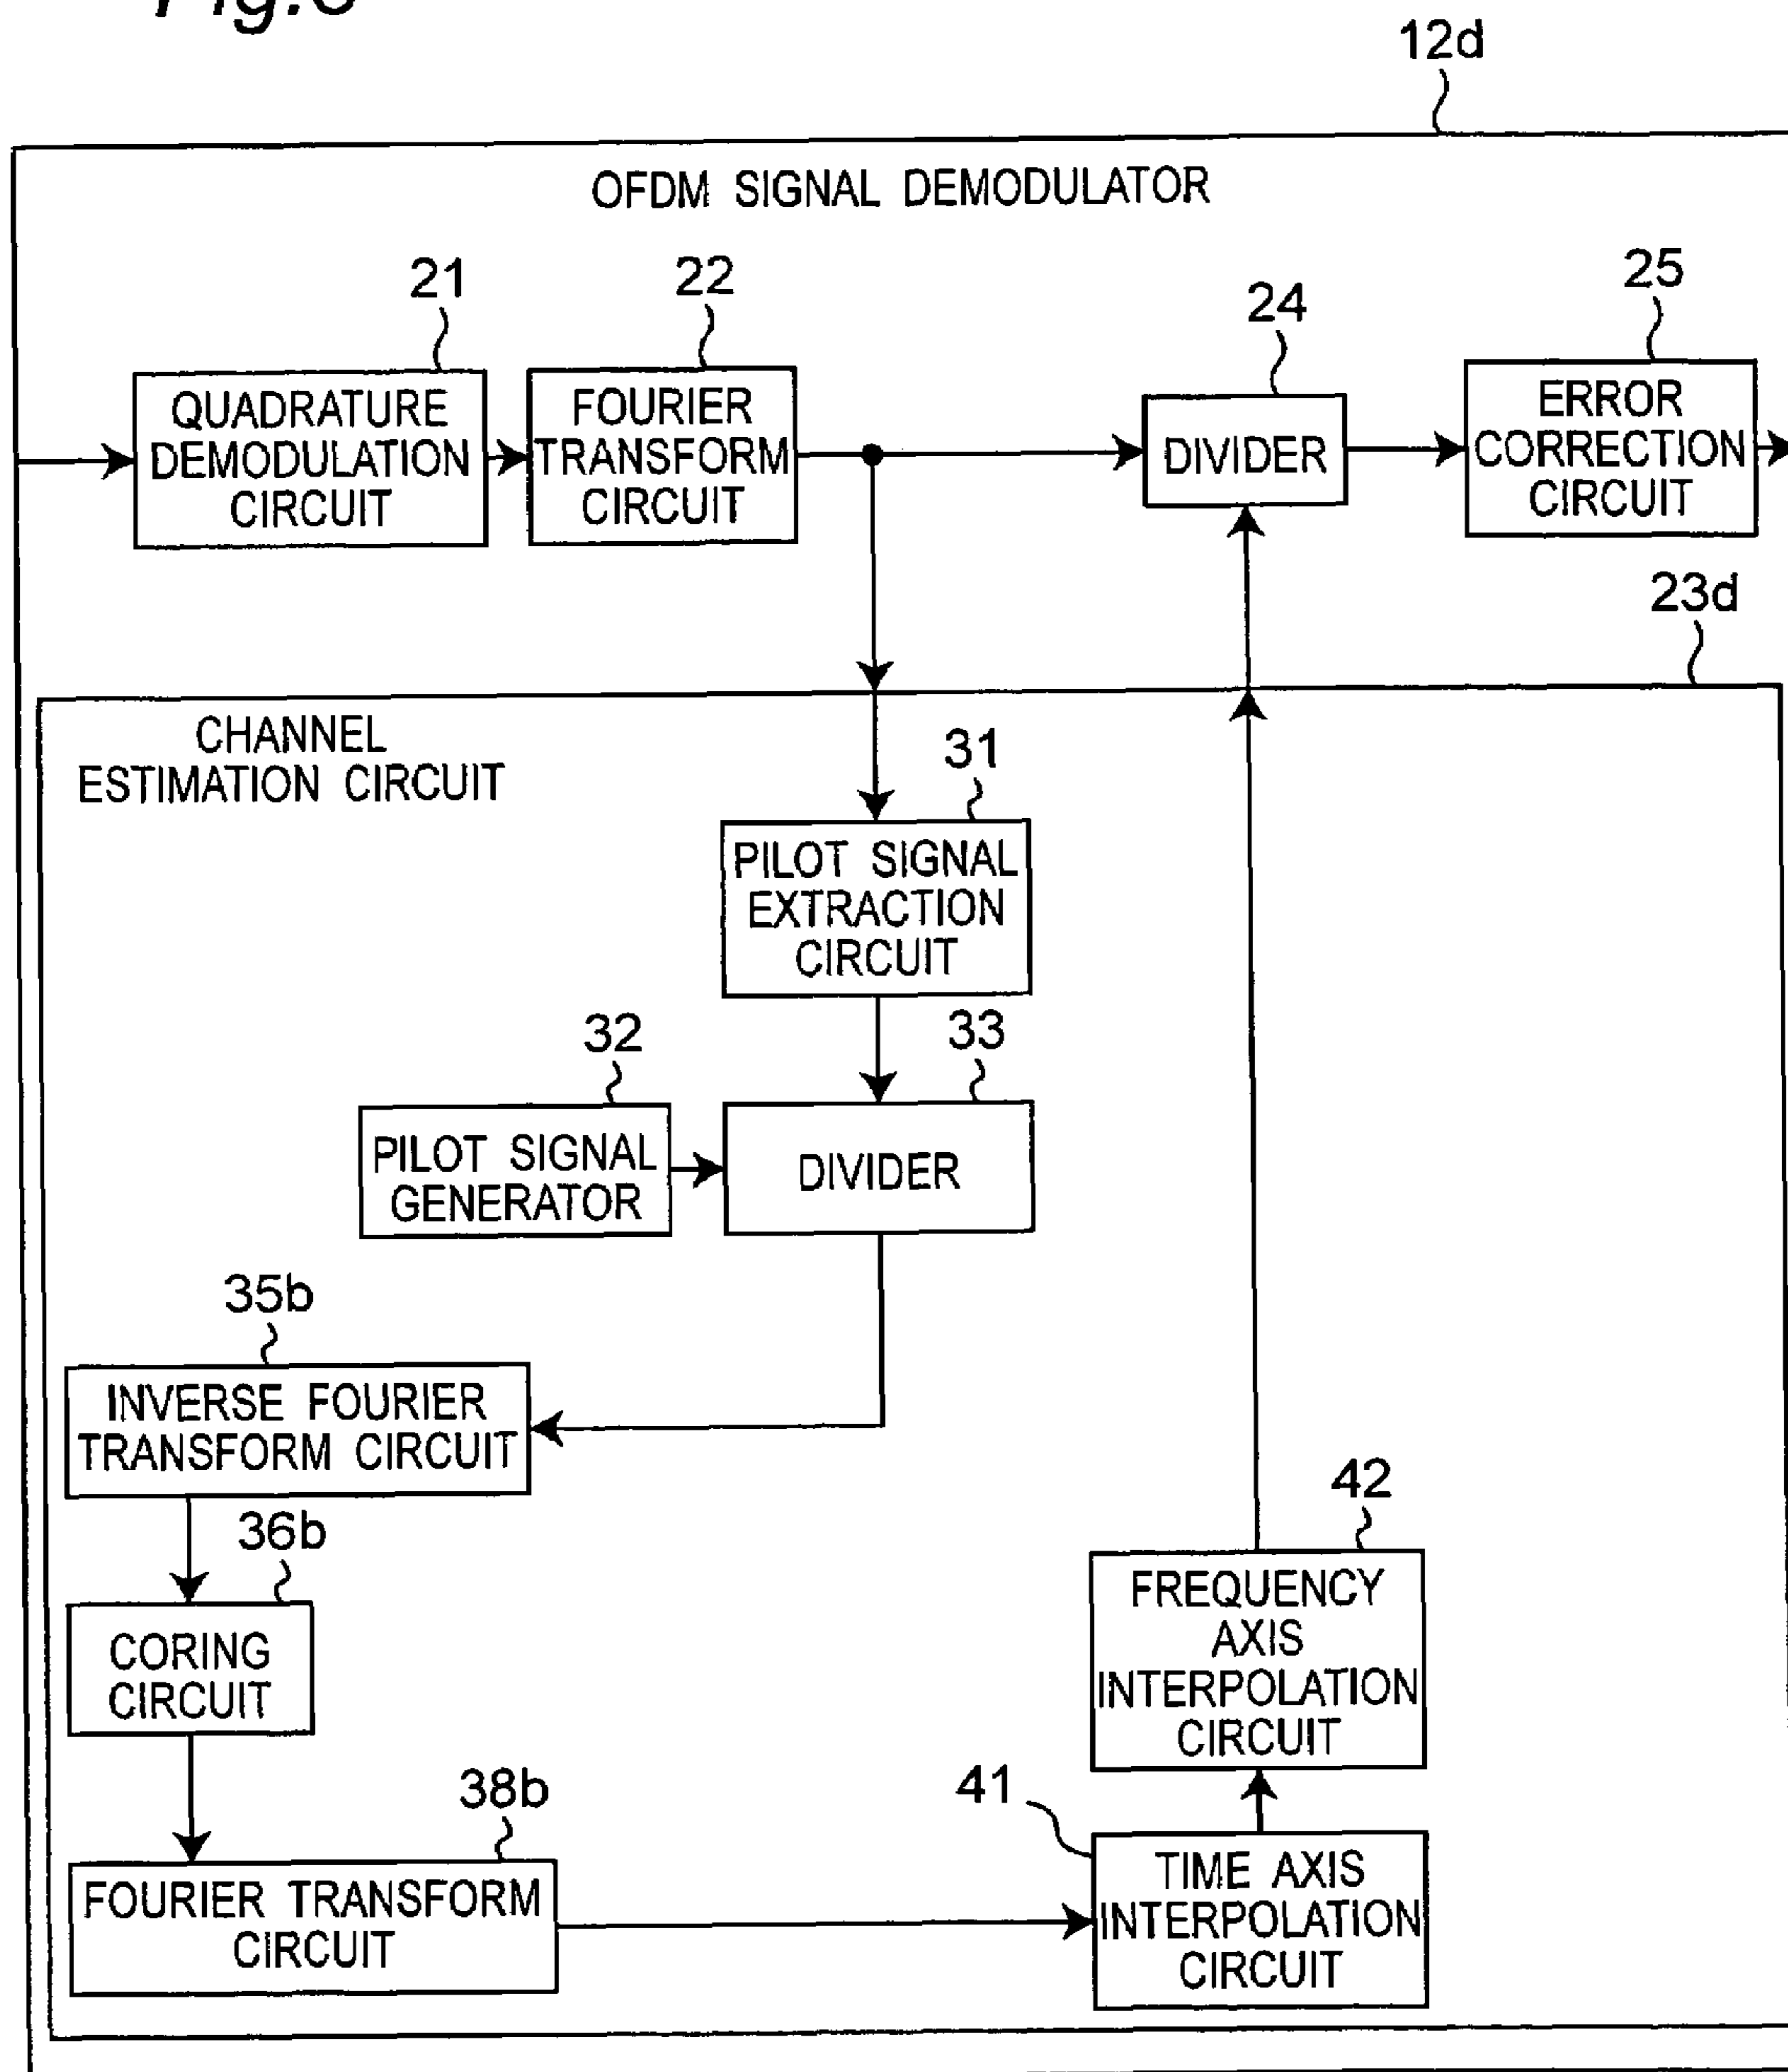 12d
OFDM SIGNAL DEMODULATOR
21
22
24
25
QUADRATURE
DEMODULATION
CIRCUIT
FOURIER
TRANSFORM
CIRCUIT
DIVIDER
ERROR
CORRECTION
CIRCUIT
23d
CHANNEL
ESTIMATION CIRCUIT
31
PILOT SIGNAL
EXTRACTION
CIRCUIT
32
33
PILOT SIGNAL
GENERATOR
DIVIDER
35b
INVERSE FOURIER
TRANSFORM CIRCUIT
36b
CORING
CIRCUIT
42
FREQUENCY
AXIS
INTERPOLATION
CIRCUIT
38b
FOURIER TRANSFORM
CIRCUIT
41
TIME AXIS
INTERPOLATION
CIRCUIT